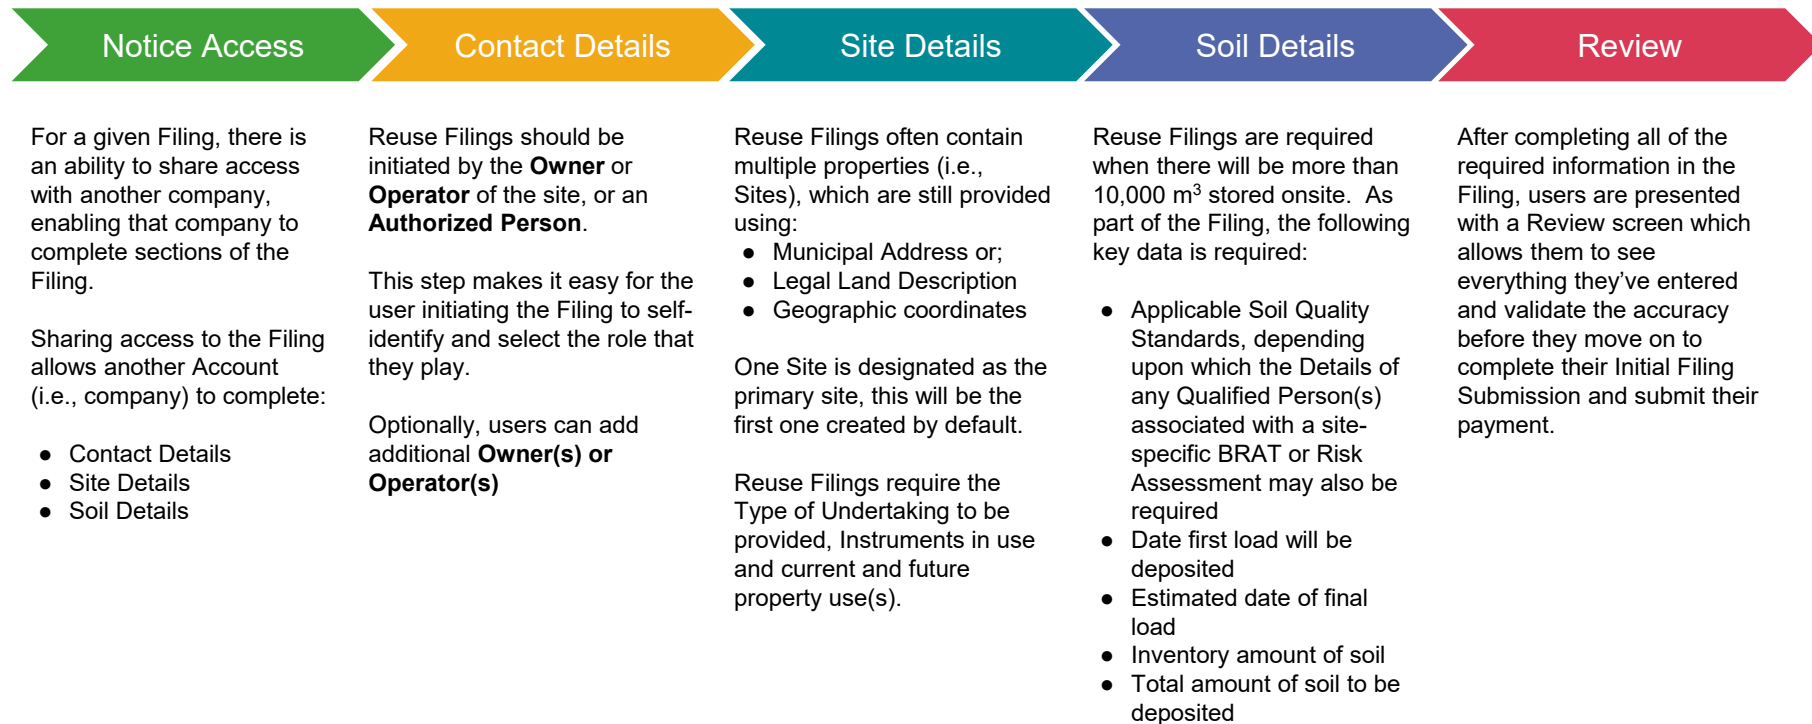 Notice Access
Contact Details
Site Details
Soil Details
Review
For a given Filing, there is
an ability to share access
with another company,
enabling that company to
complete sections of the
Filing.
Sharing access to the Filing
allows another Account
(i.e., company) to complete:
● Contact Details
● Site Details
● Soil Details
Reuse Filings should be
initiated by the Owner or
Operator of the site, or an
Authorized Person.
This step makes it easy for the
user initiating the Filing to self-
identify and select the role that
they play.
Optionally, users can add
additional Owner(s) or
Operator(s)
Reuse Filings often contain
multiple properties (i.e.,
Sites), which are still provided
using:
● Municipal Address or;
● Legal Land Description
● Geographic coordinates
One Site is designated as the
primary site, this will be the
first one created by default.
Reuse Filings require the
Type of Undertaking to be
provided, Instruments in use
and current and future
property use(s).
Reuse Filings are required
when there will be more than
10,000 m³ stored onsite. As
part of the Filing, the following
key data is required:
● Applicable Soil Quality
Standards, depending
upon which the Details of
any Qualified Person(s)
associated with a site-
specific BRAT or Risk
Assessment may also be
required
● Date first load will be
deposited
● Estimated date of final
load
● Inventory amount of soil
● Total amount of soil to be
deposited
After completing all of the
required information in the
Filing, users are presented
with a Review screen which
allows them to see
everything they’ve entered
and validate the accuracy
before they move on to
complete their Initial Filing
Submission and submit their
payment.